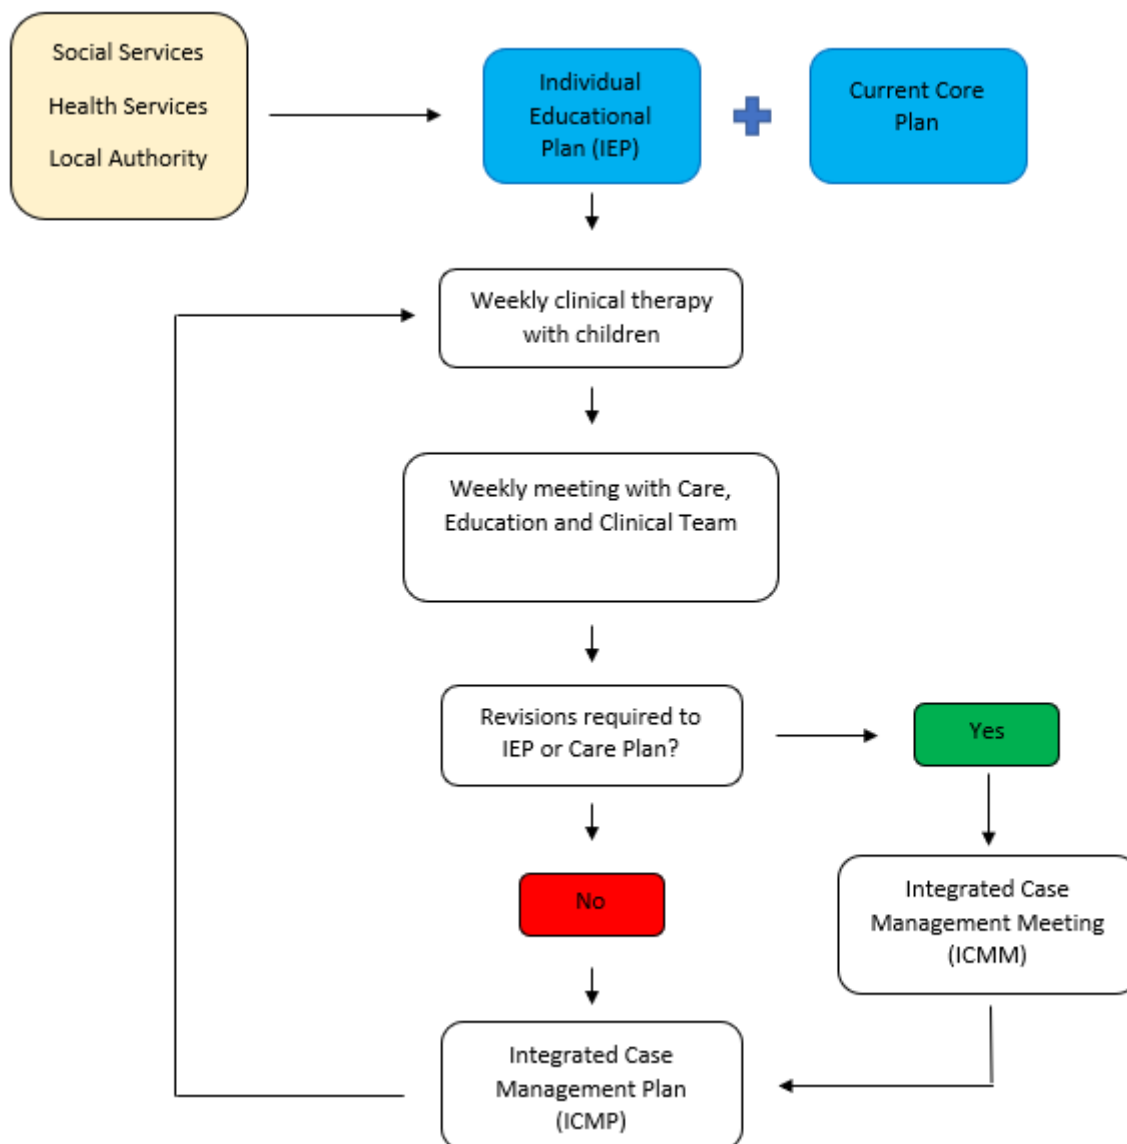 Social Services
Health Services
Local Authority
Individual
Educational
Plan (IEP)
Current Core
Plan
Weekly clinical therapy
with children
Weekly meeting with Care,
Education and Clinical Team
Revisions required to
IEP or Care Plan?
Yes
No
Integrated Case
Management Meeting
(ICMM)
Integrated Case
Management Plan
(ICMP)